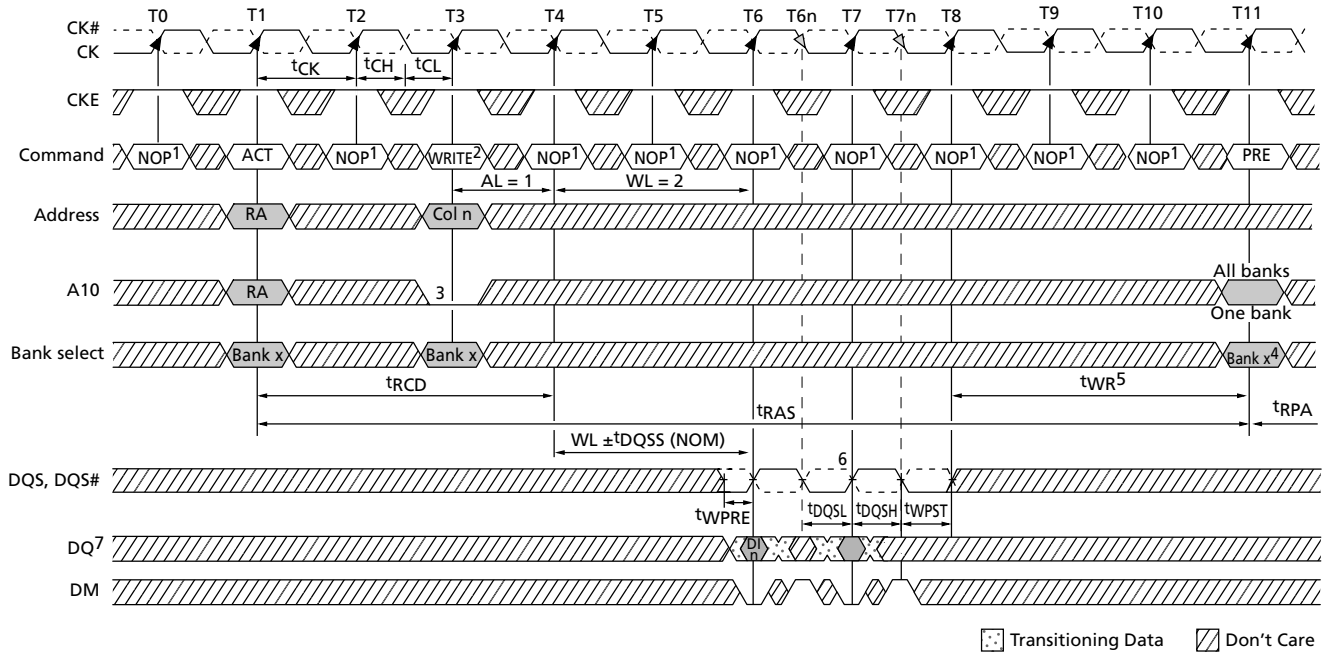 T0 T1 T2 T3 T4 T5 T6 T6n T7 T7n T8 T9 T10 T11
CK#
CK
tCK tCH tCL
CKE
Command NOP1 ACT NOP1 WRITE2 NOP1 NOP1 NOP1 NOP1 NOP1 NOP1 NOP1 PRE
AL = 1 WL = 2
Address RA Col n
All banks
A10 RA 3
One bank
Bank select Bank x Bank x Bank x4
tRCD tWR5
tRAS tRPA
WL ±tDQSS (NOM)
6
DQS, DQS#
tWPRE tDQSL tDQSH tWPST
DQ7 DI
n
DM
Transitioning Data Don't Care